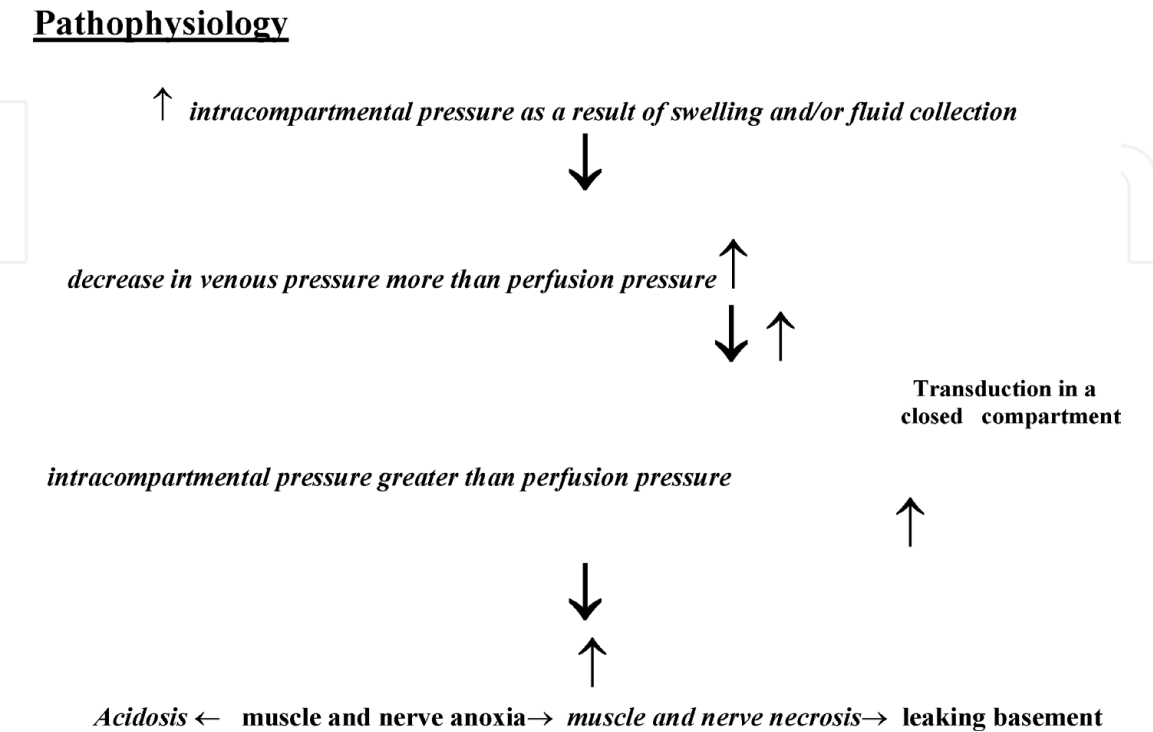 Pathophysiology
↑ intracompartmental pressure as a result of swelling and/or fluid collection
↓
decrease in venous pressure more than perfusion pressure ↑
↓ ↑
Transduction in a
closed compartment
intracompartmental pressure greater than perfusion pressure
↑
↓
↑
Acidosis ← muscle and nerve anoxia→ muscle and nerve necrosis→ leaking basement